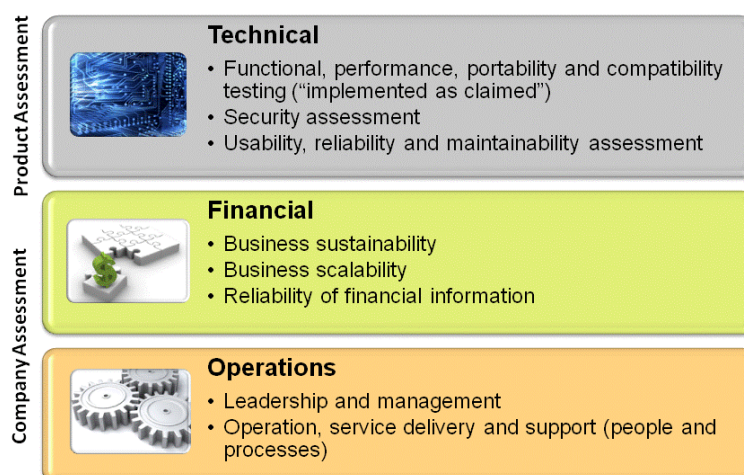 Product Assessment
Technical
• Functional, performance, portability and compatibility
testing (“implemented as claimed”)
• Security assessment
• Usability, reliability and maintainability assessment
Company Assessment
Financial
• Business sustainability
• Business scalability
• Reliability of financial information
$
Operations
• Leadership and management
• Operation, service delivery and support (people and
processes)